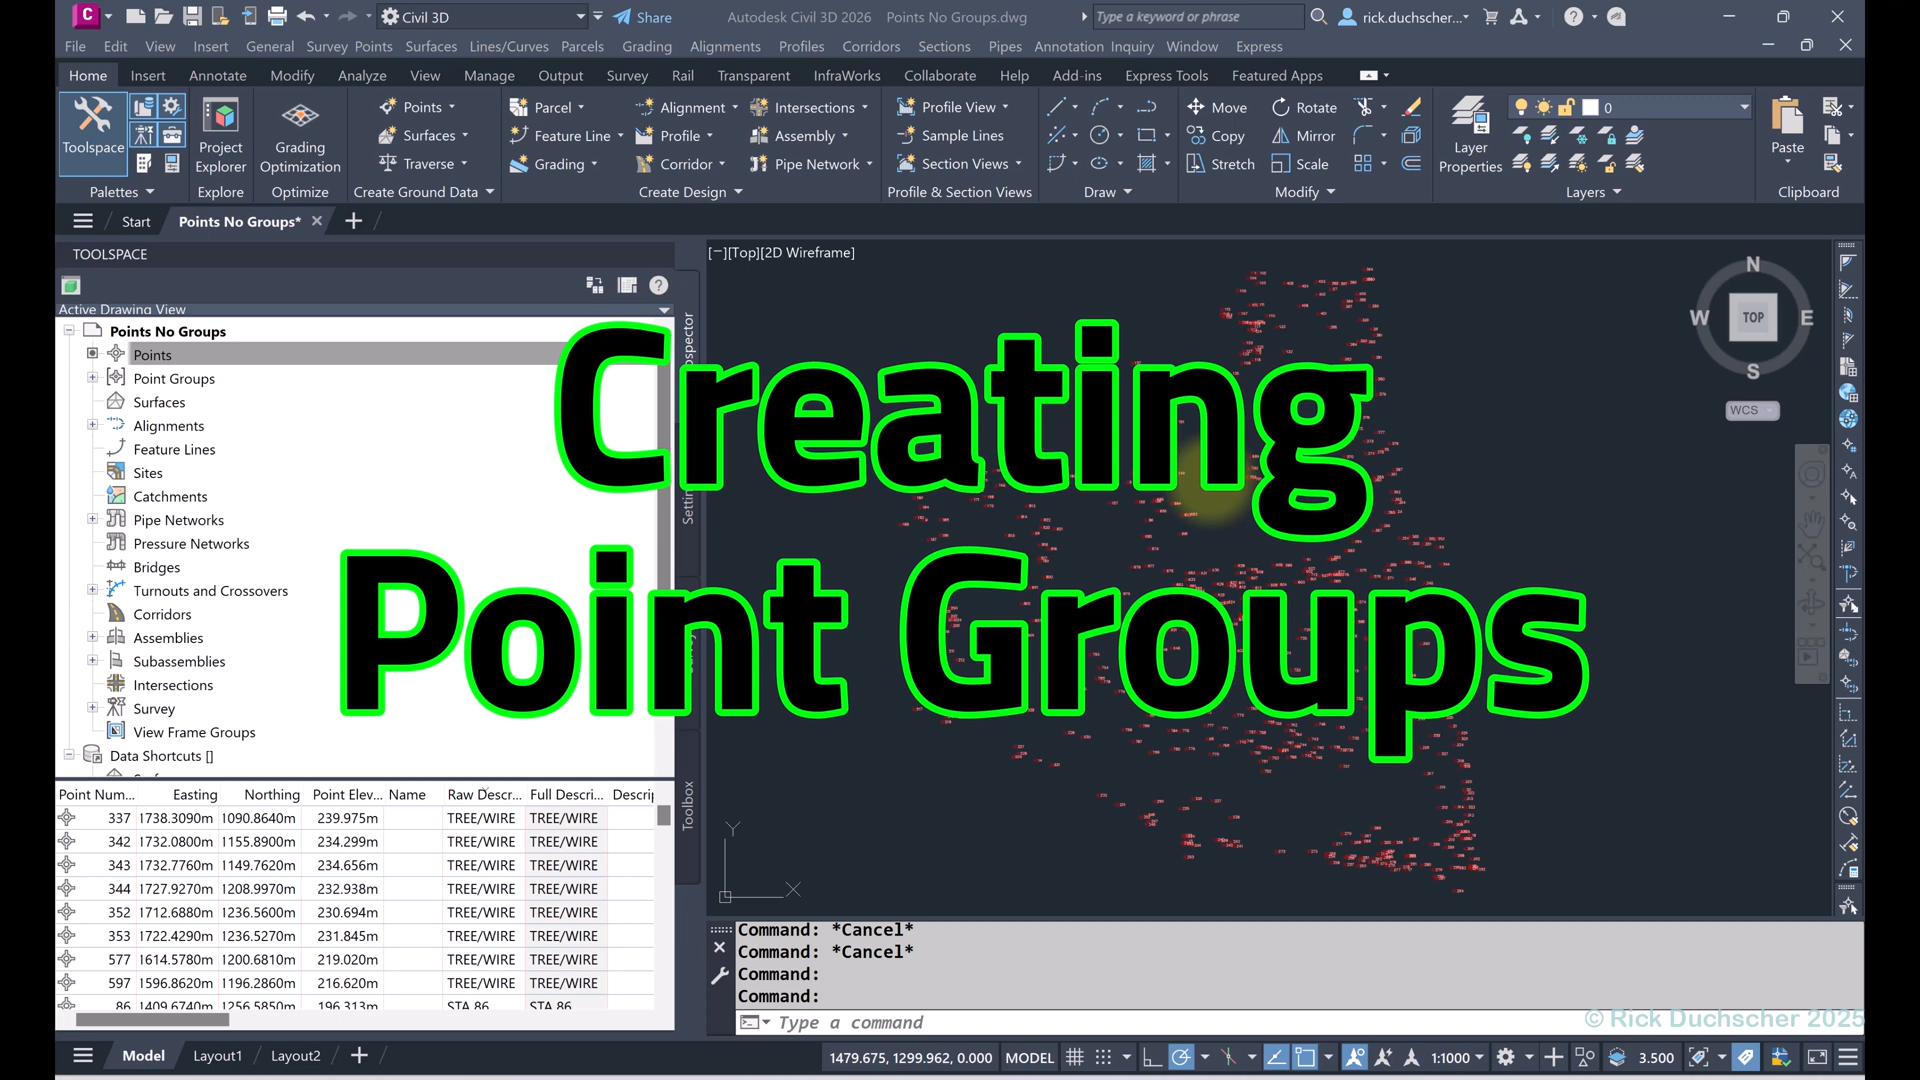 C
Civil 3D
Share
Autodesk Civil 3D 2026 Points No Groups.dwg
Type a keyword or phrase
rick.duchscher...
File Edit View Insert General Survey Points Surfaces Lines/Curves Parcels Grading Alignments Profiles Corridors Sections Pipes Annotation Inquiry Window Express
Home Insert Annotate Modify Analyze View Manage Output Survey Rail Transparent InfraWorks Collaborate Help Add-ins Express Tools Featured Apps
Points Parcel Alignment Intersections Profile View Move Rotate 0
Toolspace Project Explorer Grading Optimization Surfaces Feature Line Profile Assembly Sample Lines Copy Mirror Layer Properties Paste
Traverse Grading Corridor Pipe Network Section Views Stretch Scale
Palettes Explore Optimize Create Ground Data Create Design Profile & Section Views Draw Modify Layers Clipboard
Start Points No Groups*
TOOLSPACE
Active Drawing View
Points No Groups
Points
Point Groups
Surfaces
Alignments
Feature Lines
Sites
Catchments
Pipe Networks
Pressure Networks
Bridges
Turnouts and Crossovers
Corridors
Assemblies
Subassemblies
Intersections
Survey
View Frame Groups
Data Shortcuts []
Toolbox
[−][Top][2D Wireframe]
N
W TOP E
S
WCS
Creating
Point Groups
Point Num... Easting Northing Point Elev... Name Raw Descr... Full Descri... Descrip
337 1738.3090m 1090.8640m 239.975m TREE/WIRE TREE/WIRE
342 1732.0800m 1155.8900m 234.299m TREE/WIRE TREE/WIRE
343 1732.7760m 1149.7620m 234.656m TREE/WIRE TREE/WIRE
344 1727.9270m 1208.9970m 232.938m TREE/WIRE TREE/WIRE
352 1712.6880m 1236.5600m 230.694m TREE/WIRE TREE/WIRE
353 1722.4290m 1236.5270m 231.845m TREE/WIRE TREE/WIRE
577 1614.5780m 1200.6810m 219.020m TREE/WIRE TREE/WIRE
597 1596.8620m 1196.2860m 216.620m TREE/WIRE TREE/WIRE
86 1409.6740m 1256.5850m 196.313m STA 86 STA 86
Y
X
Command: *Cancel*
Command: *Cancel*
Command:
Command:
Type a command
© Rick Duchscher 2025
Model Layout1 Layout2
1479.675, 1299.962, 0.000 MODEL 1:1000 3.500